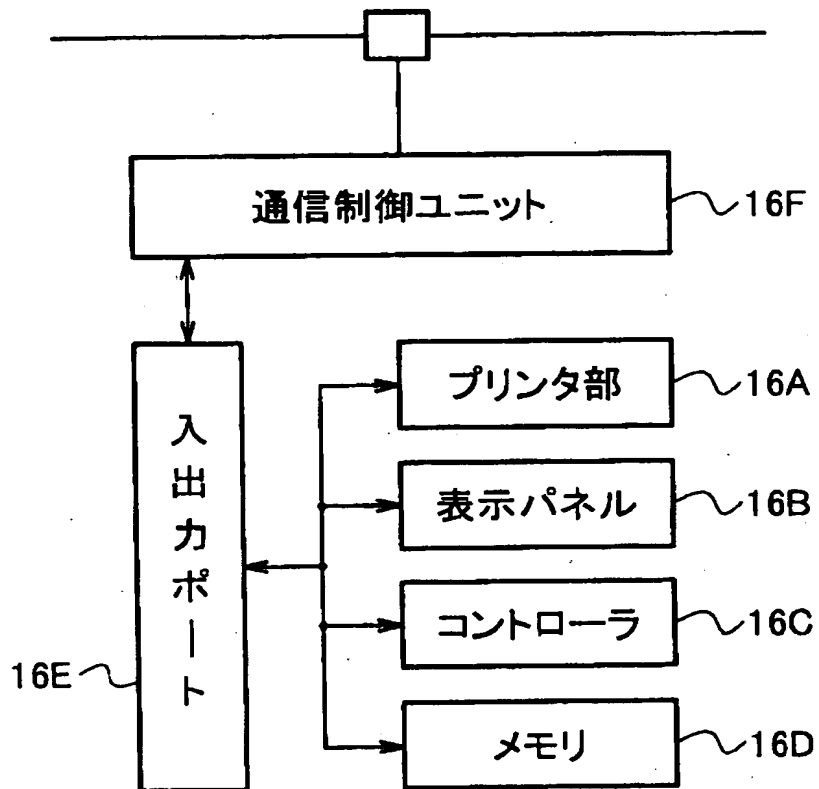 通信制御ユニット
16F
プリンタ部
16A
表示パネル
16B
入出力ポート
コントローラ
16C
16E
メモリ
16D